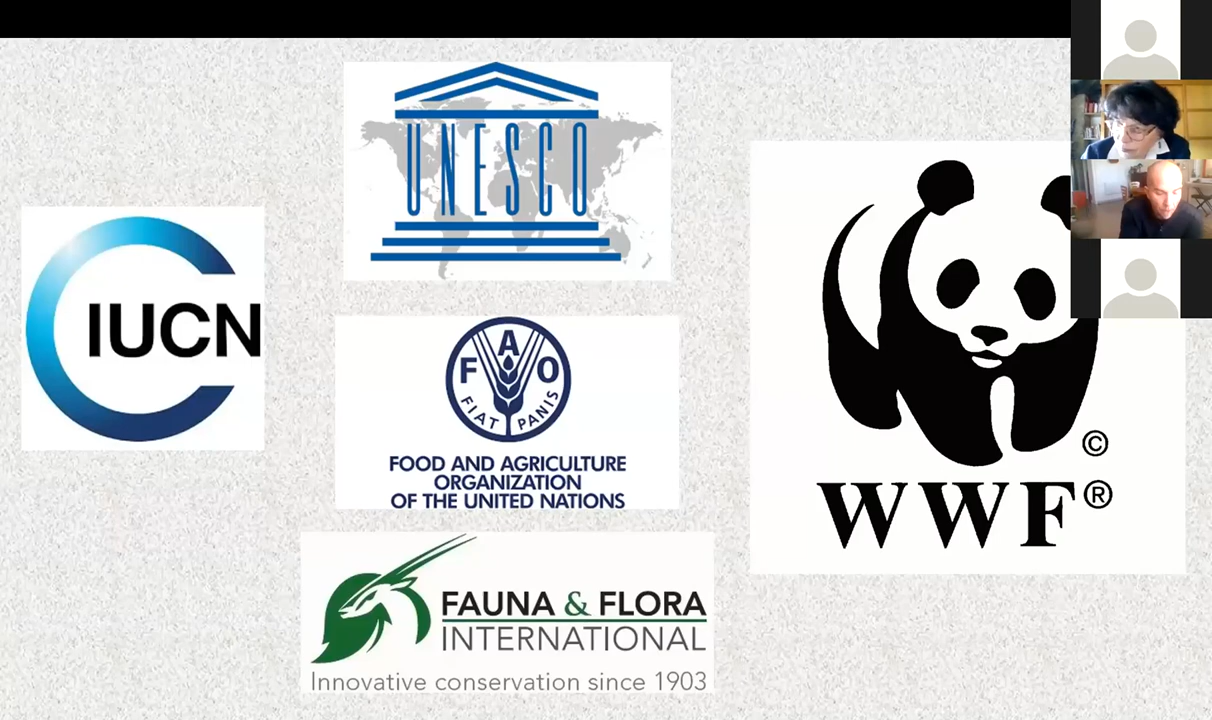 UNESCO
IUCN
FAO
FIAT PANIS
FOOD AND AGRICULTURE
ORGANIZATION
OF THE UNITED NATIONS
©
WWF®
FAUNA & FLORA
INTERNATIONAL
Innovative conservation since 1903